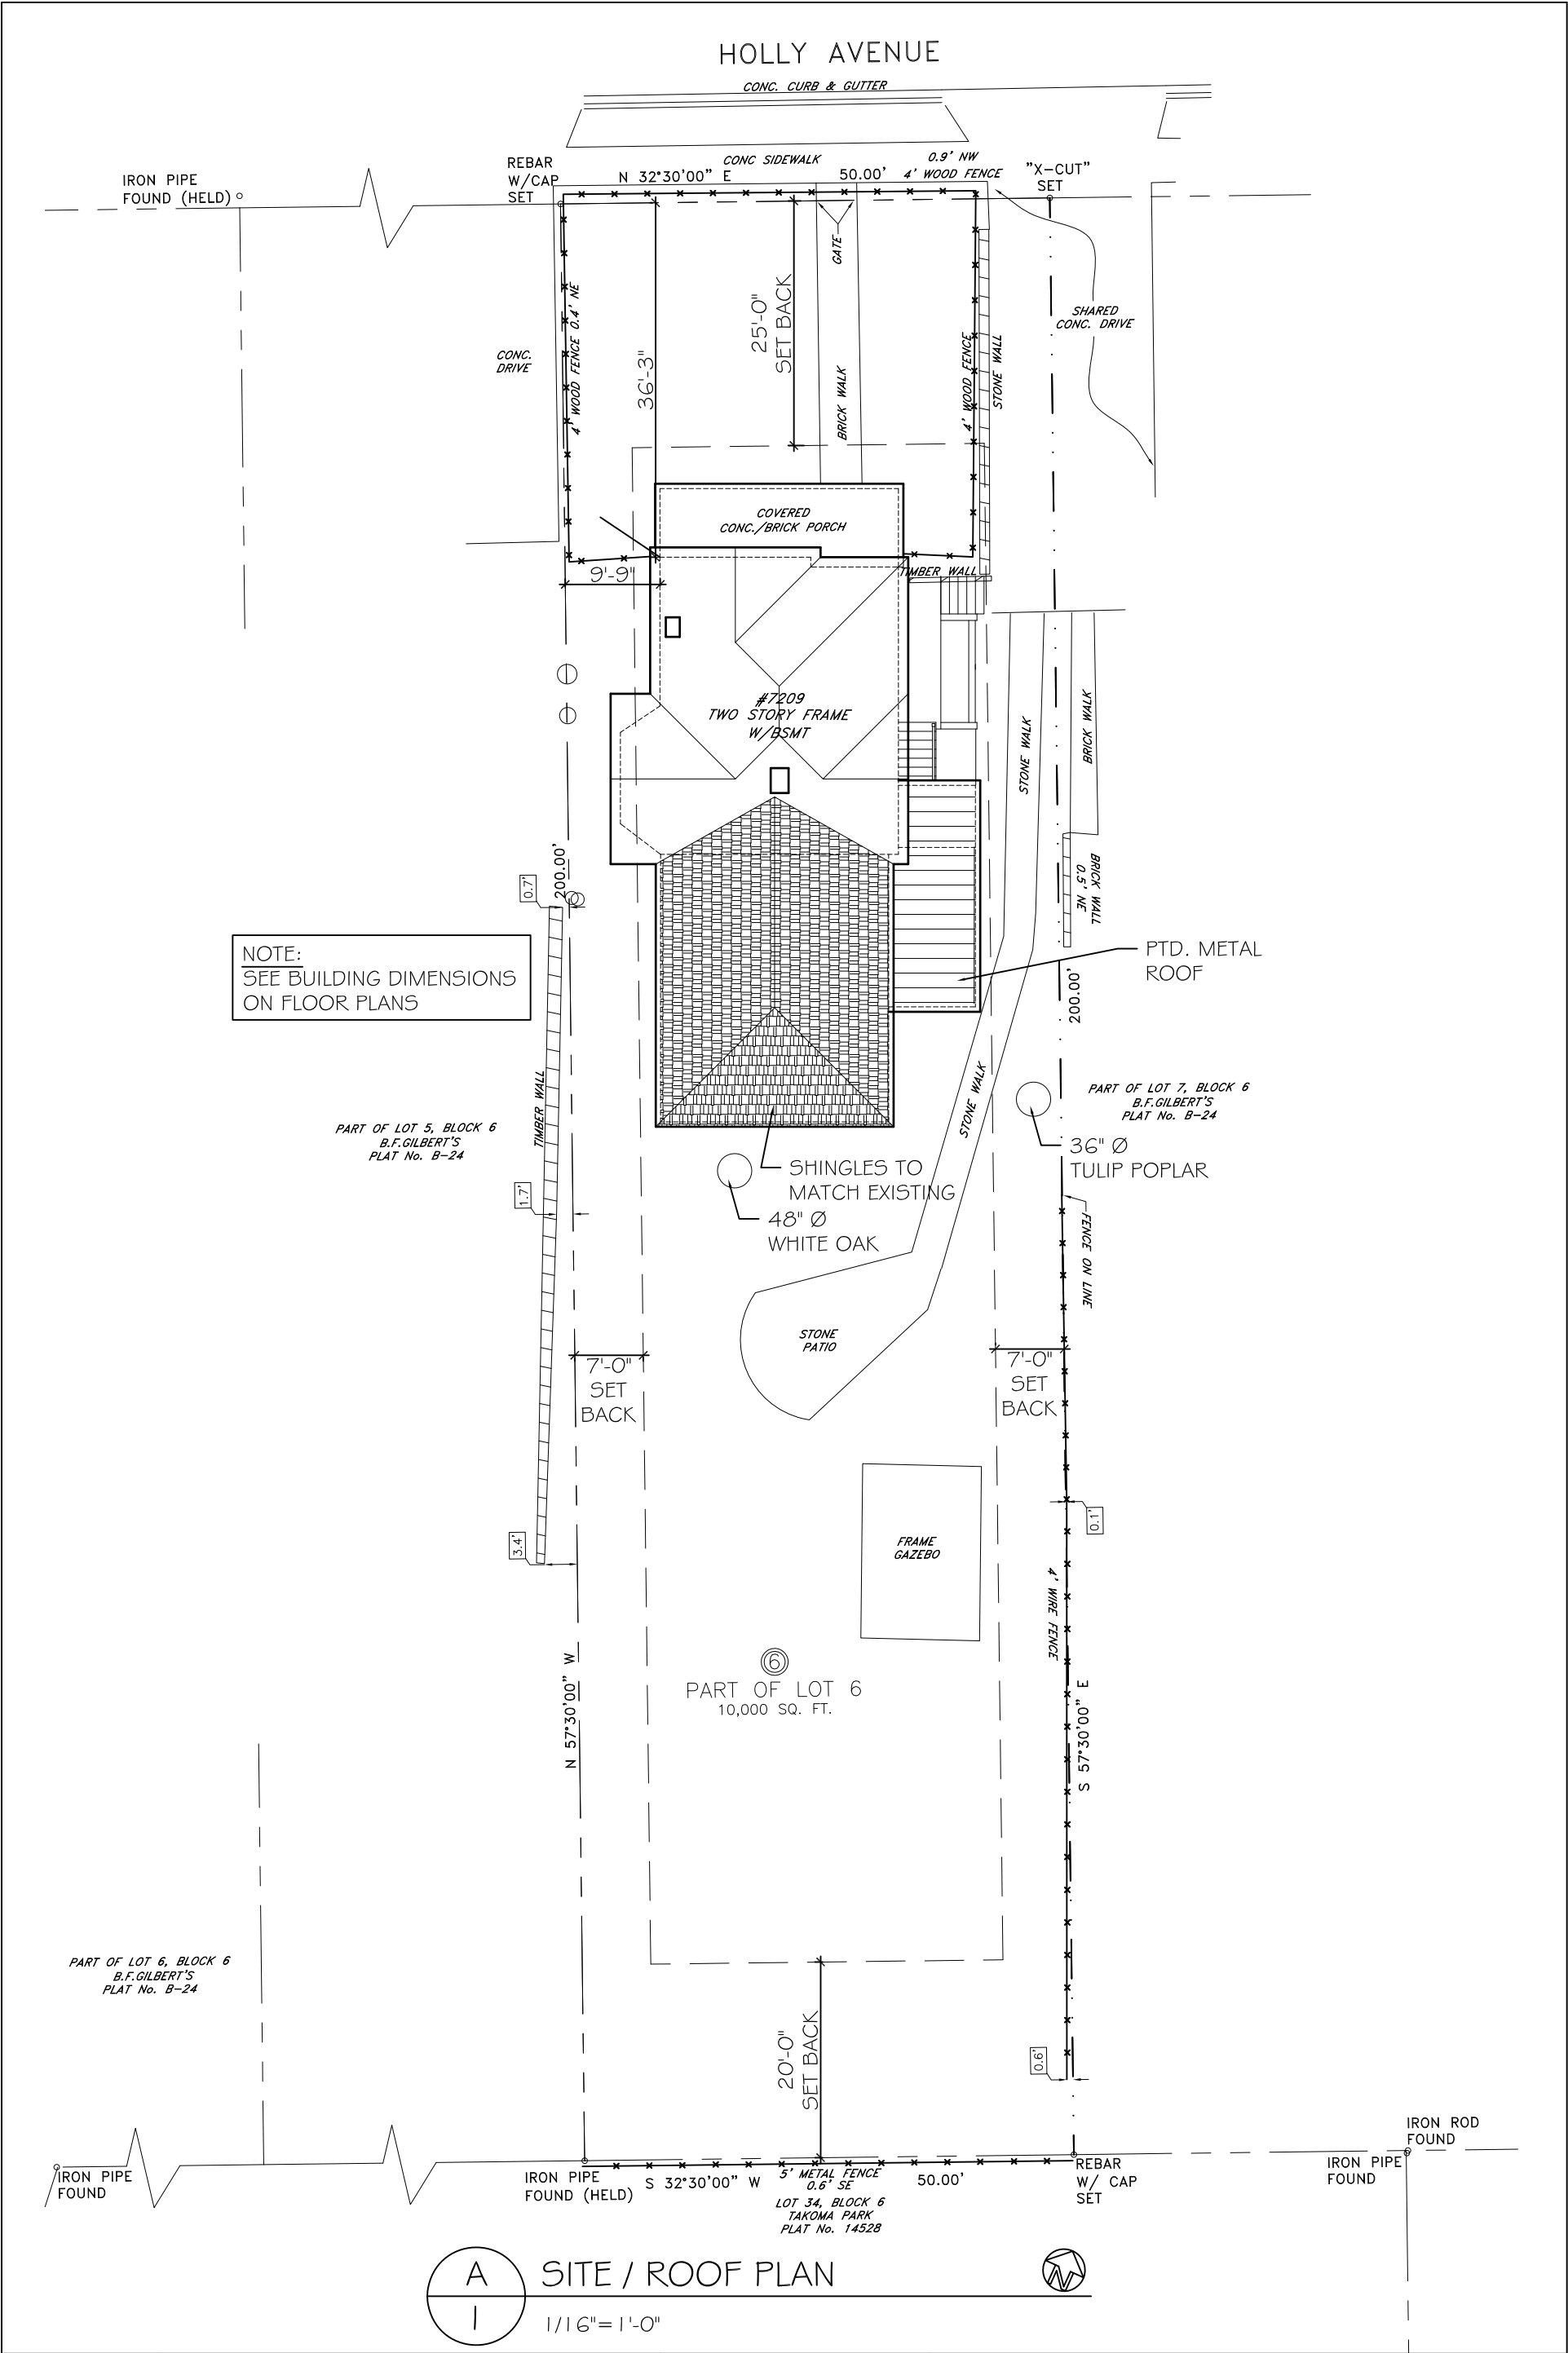 HOLLY AVENUE
CONC. CURB & GUTTER
IRON PIPE
FOUND (HELD)
REBAR
W/CAP
SET
N 32°30'00" E
CONC SIDEWALK
50.00'
0.9' NW
4' WOOD FENCE
"X-CUT"
SET
GATE
4' WOOD FENCE 0.4' NE
36'-3"
25'-0"
SET BACK
BRICK WALK
4' WOOD FENCE
STONE WALL
SHARED
CONC. DRIVE
CONC.
DRIVE
COVERED
CONC./BRICK PORCH
9'-9"
TIMBER WALL
#7209
TWO STORY FRAME
W/BSMT
STONE WALK
BRICK WALK
0.7'
200.00'
BRICK WALL
0.5' NE
NOTE:
SEE BUILDING DIMENSIONS
ON FLOOR PLANS
PTD. METAL
ROOF
200.00'
TIMBER WALL
STONE WALK
PART OF LOT 7, BLOCK 6
B.F.GILBERT'S
PLAT No. B-24
PART OF LOT 5, BLOCK 6
B.F.GILBERT'S
PLAT No. B-24
36" Ø
TULIP POPLAR
SHINGLES TO
MATCH EXISTING
1.7'
48" Ø
WHITE OAK
FENCE ON LINE
STONE
PATIO
7'-0"
SET
BACK
7'-0"
SET
BACK
0.1'
3.4'
FRAME
GAZEBO
4' WIRE FENCE
6
PART OF LOT 6
10,000 SQ. FT.
N 57°30'00" W
S 57°30'00" E
PART OF LOT 6, BLOCK 6
B.F.GILBERT'S
PLAT No. B-24
20'-0"
SET BACK
0.6'
IRON ROD
FOUND
IRON PIPE
FOUND
IRON PIPE
FOUND (HELD)
S 32°30'00" W
5' METAL FENCE
0.6' SE
50.00'
REBAR
W/ CAP
SET
IRON PIPE
FOUND
LOT 34, BLOCK 6
TAKOMA PARK
PLAT No. 14528
A
1
SITE / ROOF PLAN
N
1/16"=1'-0"